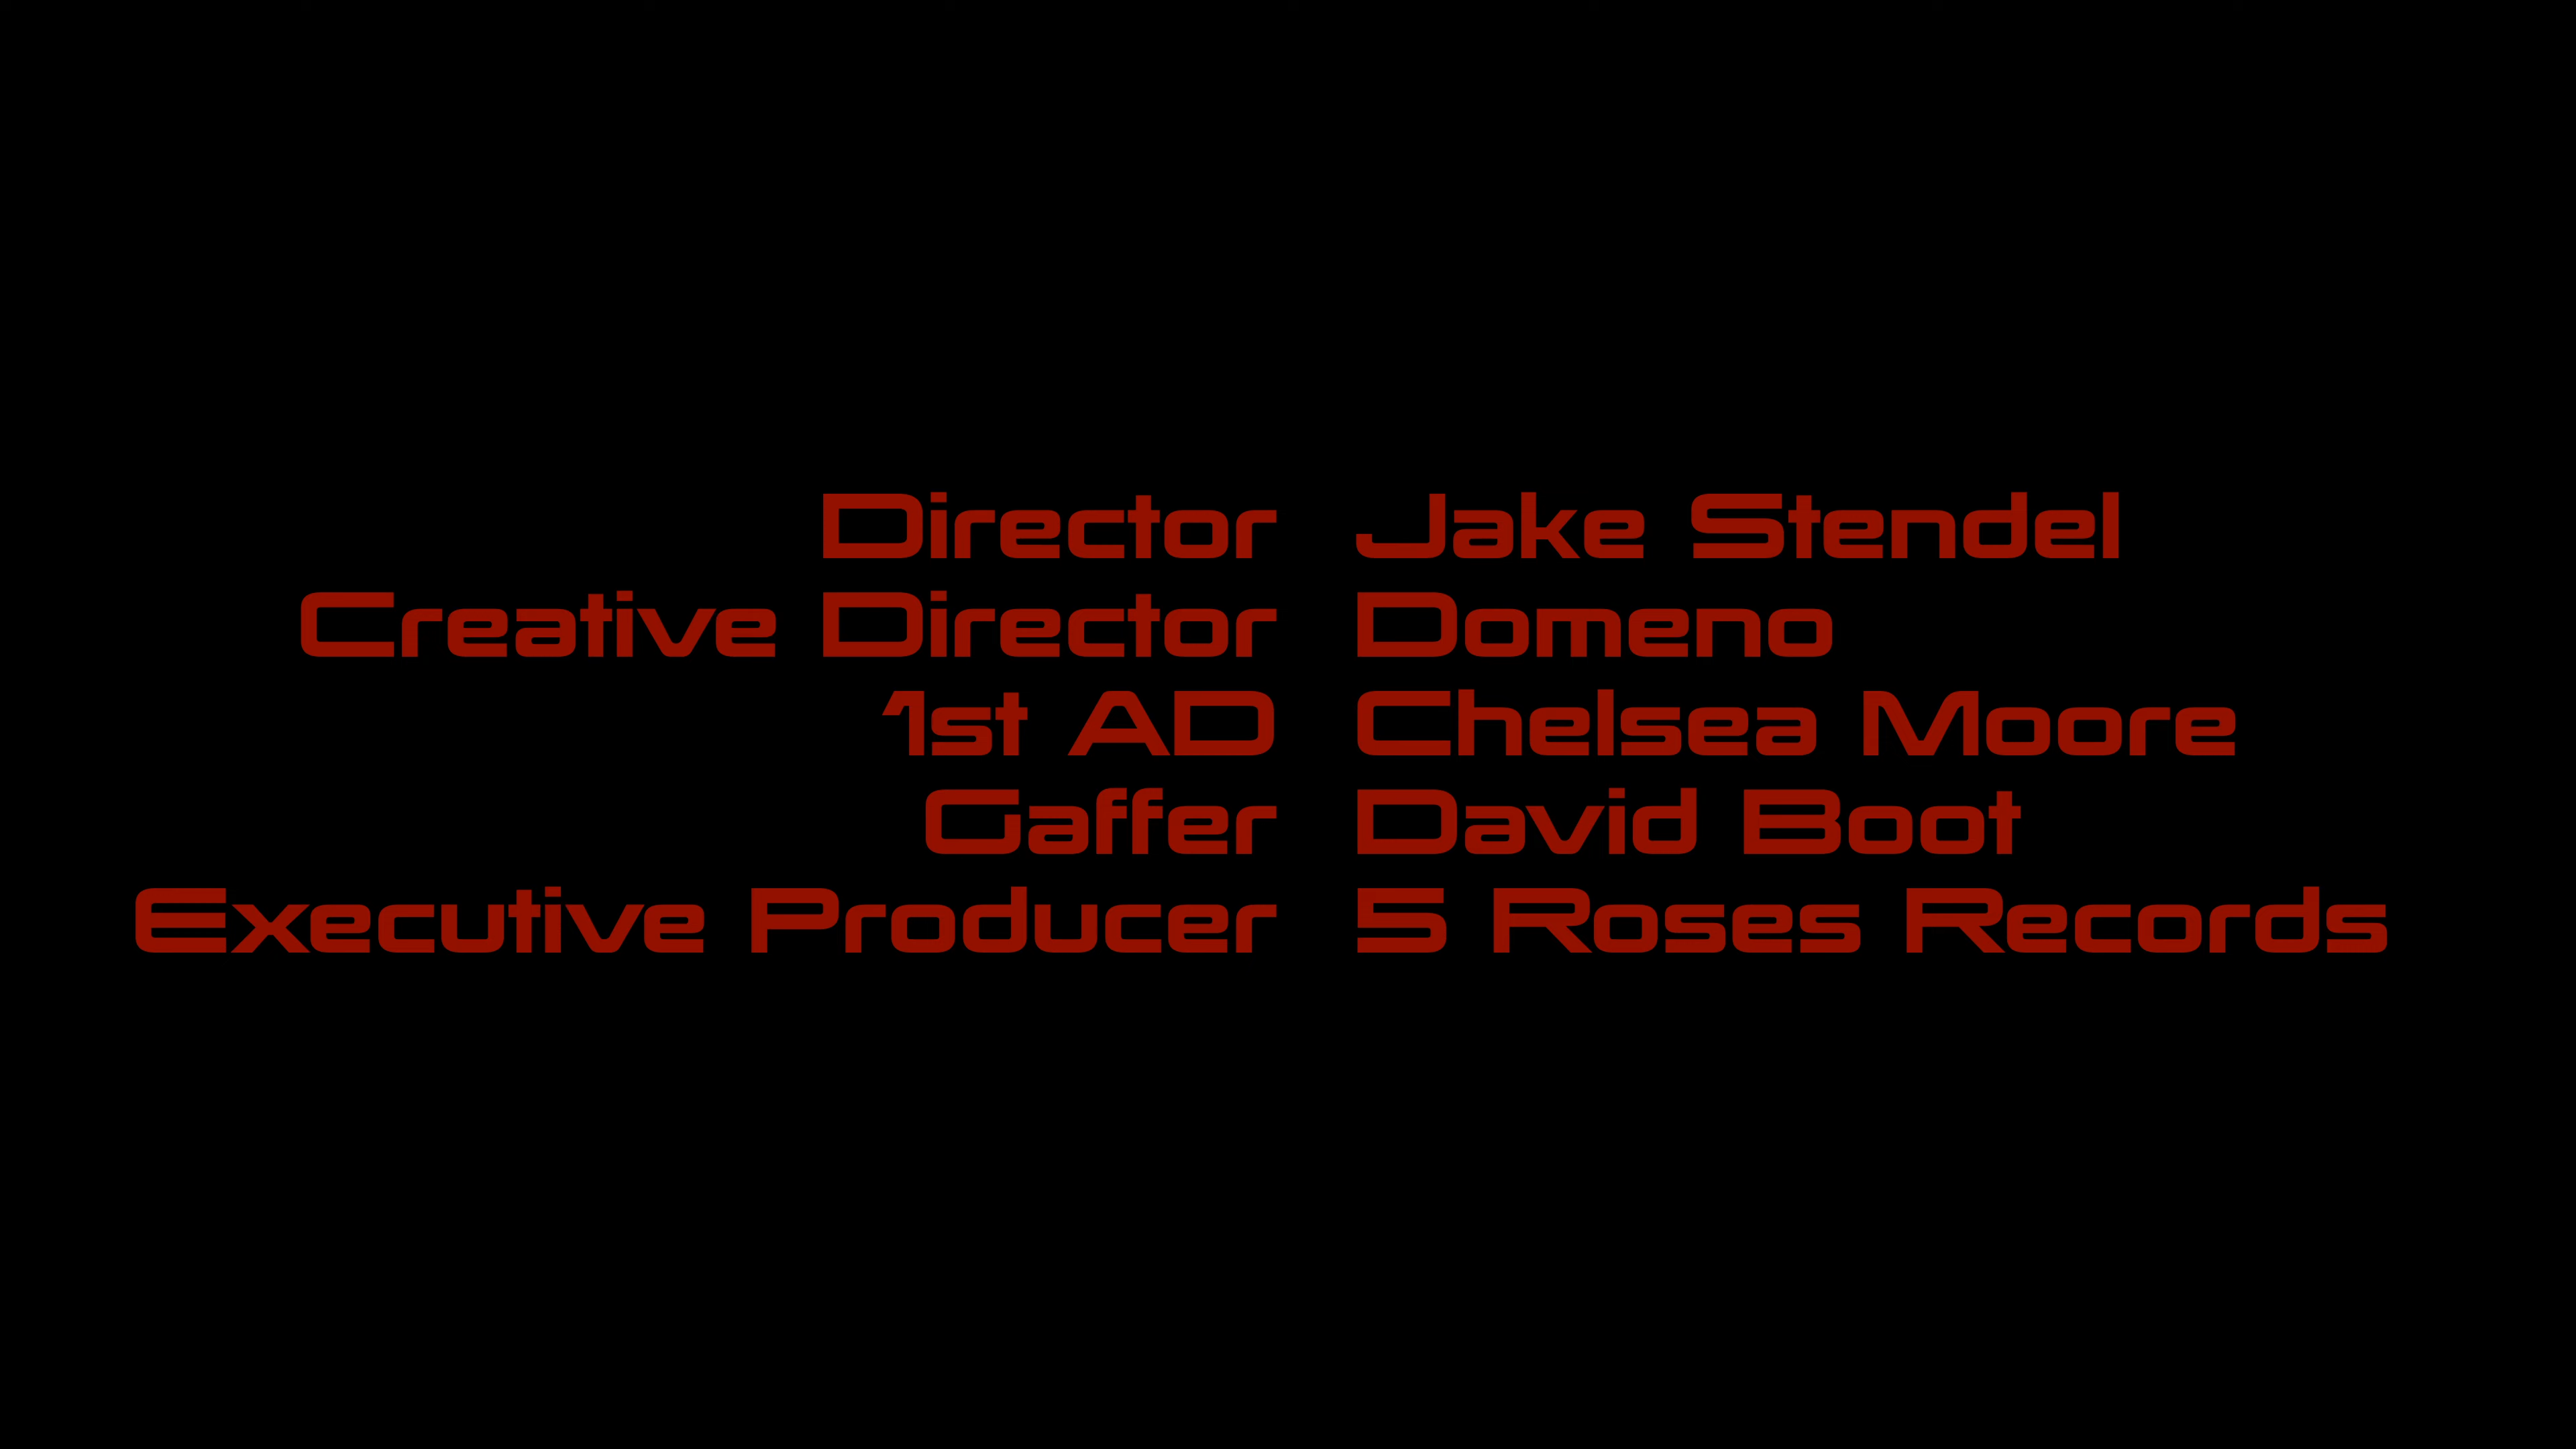 Director Jake Stendel
Creative Director Domeno
1st AD Chelsea Moore
Gaffer David Boot
Executive Producer 5 Roses Records